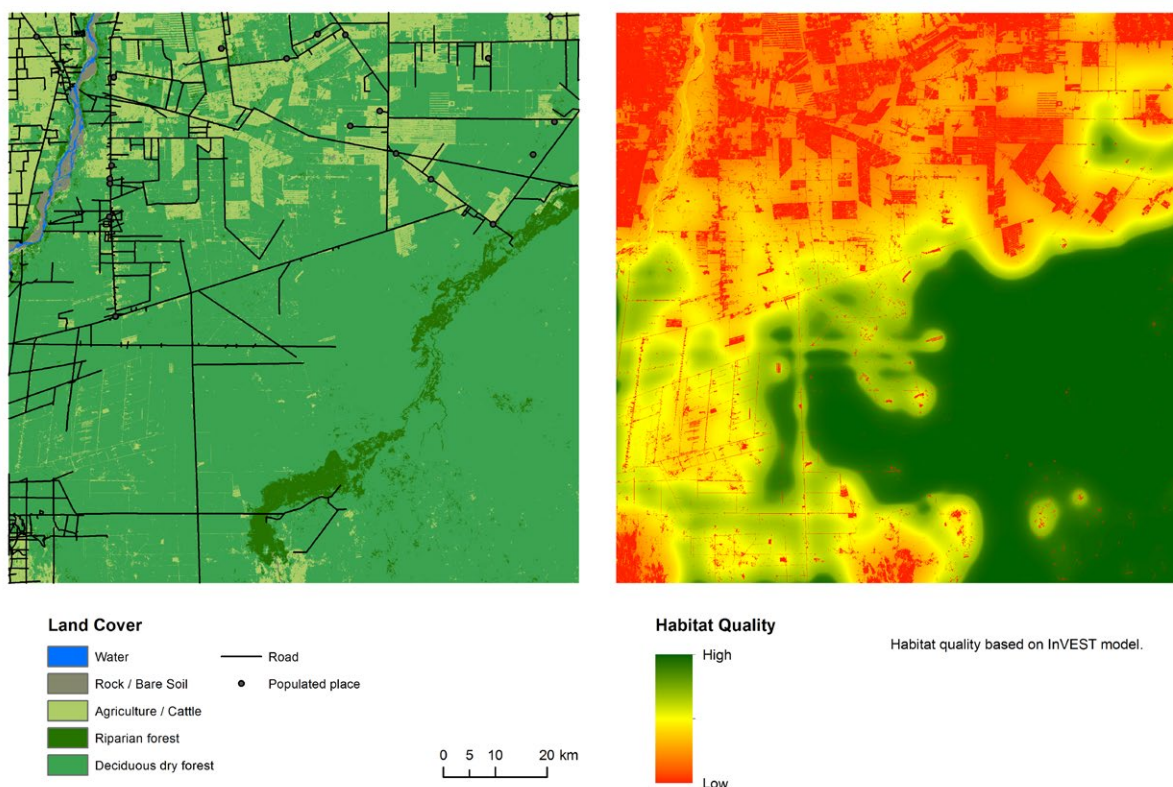 Land Cover
Water
Rock / Bare Soil
Agriculture / Cattle
Riparian forest
Deciduous dry forest
Road
Populated place
0 5 10 20 km
Habitat Quality
High
Low
Habitat quality based on InVEST model.